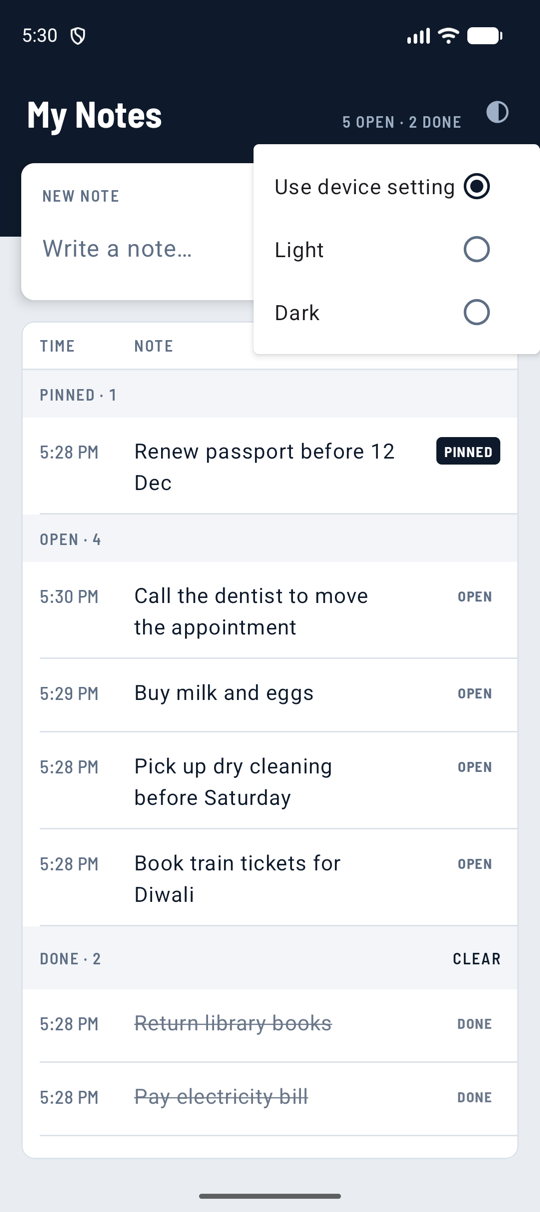 5:30
My Notes
5 OPEN · 2 DONE
Use device setting
Light
Dark
NEW NOTE
Write a note...
TIME NOTE
PINNED · 1
5:28 PM Renew passport before 12 PINNED
Dec
OPEN · 4
5:30 PM Call the dentist to move OPEN
the appointment
5:29 PM Buy milk and eggs OPEN
5:28 PM Pick up dry cleaning OPEN
before Saturday
5:28 PM Book train tickets for OPEN
Diwali
DONE · 2 CLEAR
5:28 PM Return library books DONE
5:28 PM Pay electricity bill DONE